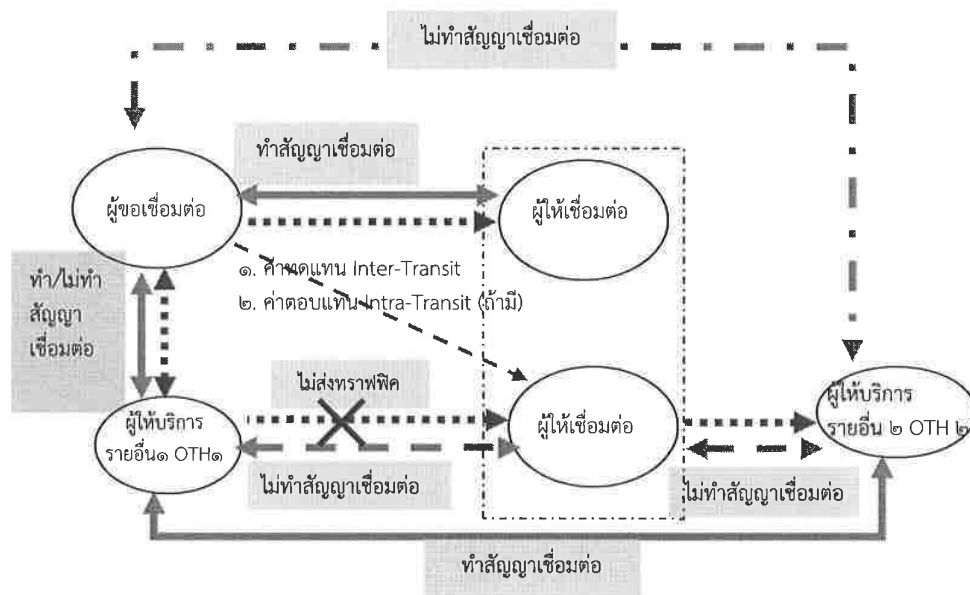 ไม่ทำสัญญาเชื่อมต่อ
ทำสัญญาเชื่อมต่อ
ผู้ขอเชื่อมต่อ
ผู้ให้เชื่อมต่อ
๑. ค่าทดแทน Inter-Transit
๒. ค่าตอบแทน Intra-Transit (ถ้ามี)
ทำ/ไม่ทำ
สัญญา
เชื่อมต่อ
ไม่ส่งทราฟฟิค
ผู้ให้บริการ
รายอื่น๑ OTH๑
ผู้ให้เชื่อมต่อ
ผู้ให้บริการ
รายอื่น ๒ OTH ๒
ไม่ทำสัญญาเชื่อมต่อ
ไม่ทำสัญญาเชื่อมต่อ
ทำสัญญาเชื่อมต่อ